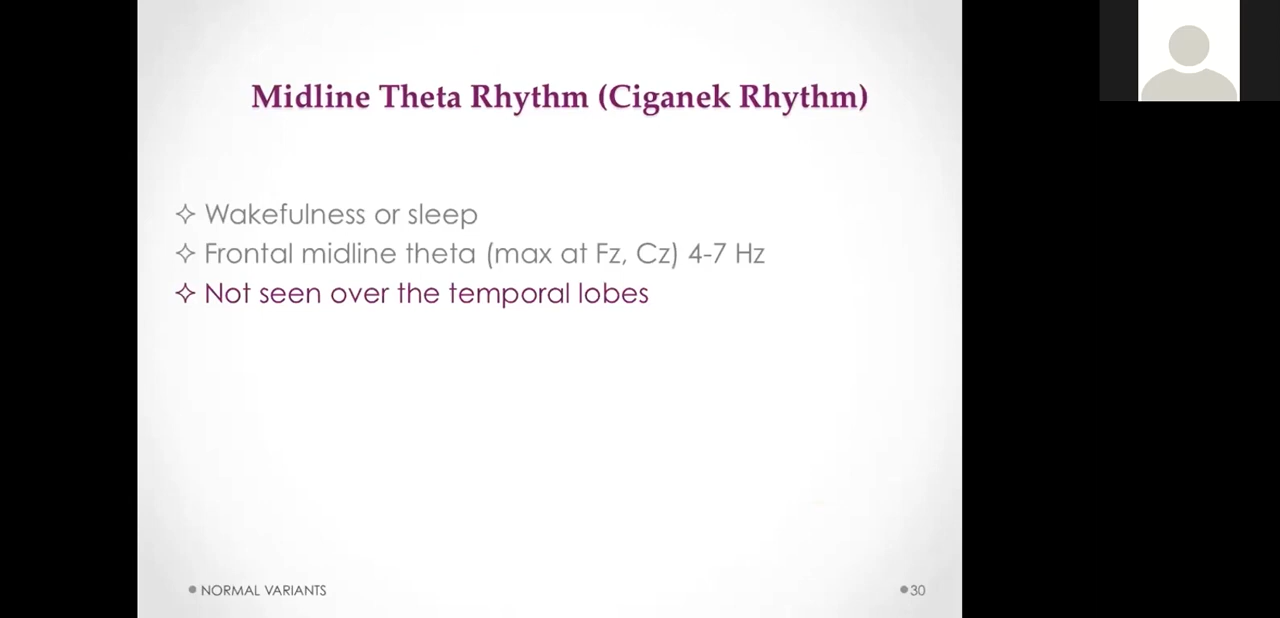 Midline Theta Rhythm (Ciganek Rhythm)
✧ Wakefulness or sleep
✧ Frontal midline theta (max at Fz, Cz) 4-7 Hz
✧ Not seen over the temporal lobes
• NORMAL VARIANTS
• 30